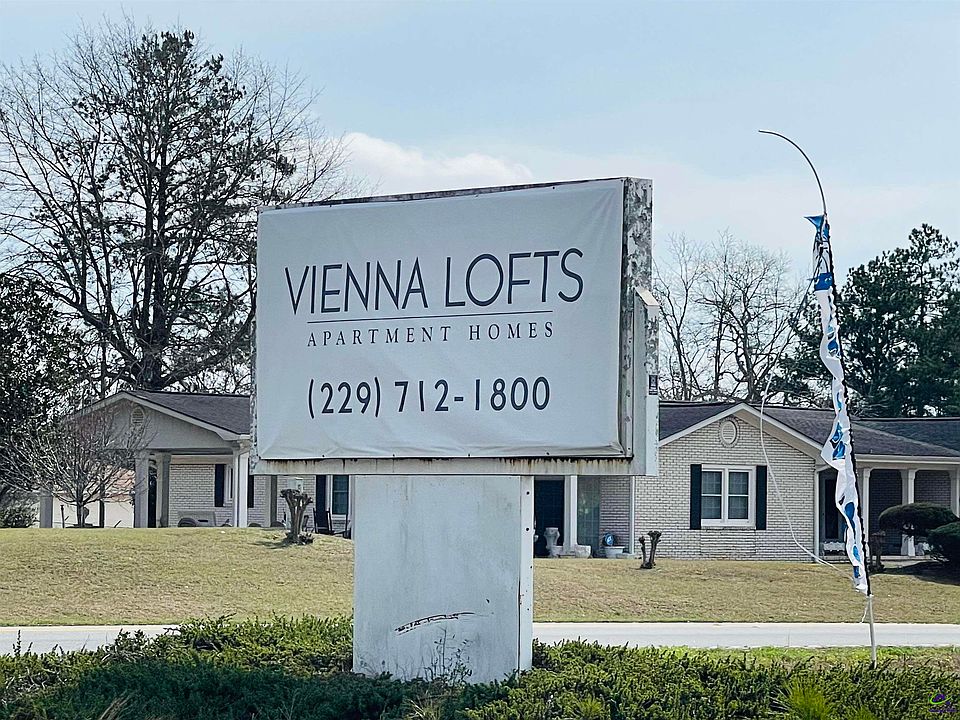 VIENNA LOFTS
APARTMENT HOMES
(229) 712-1800